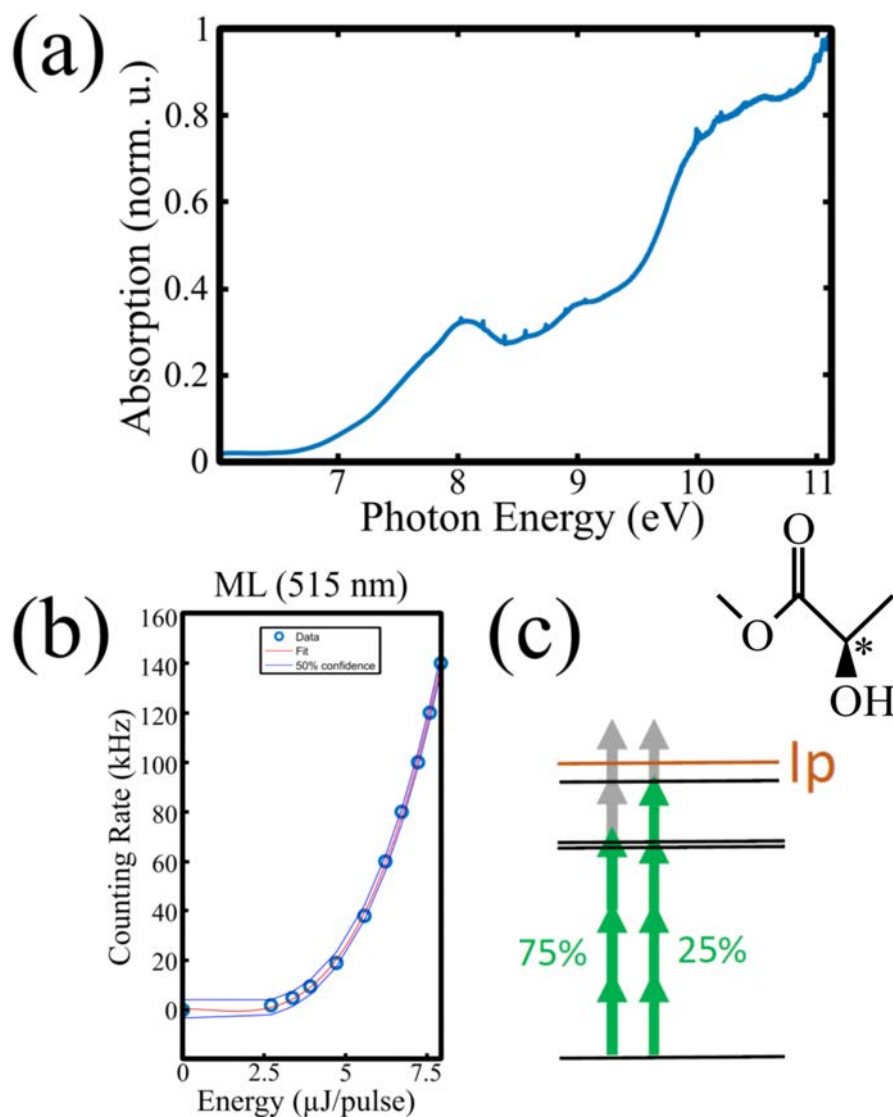 (a)
Absorption (norm. u.)
1
0.8
0.6
0.4
0.2
0
7 8 9 10 11
Photon Energy (eV)
(b)
ML (515 nm)
Data
Fit
50% confidence
Counting Rate (kHz)
160
140
120
100
80
60
40
20
0
0 2.5 5 7.5
Energy (µJ/pulse)
(c)
O
O
*
OH
Ip
75% 25%